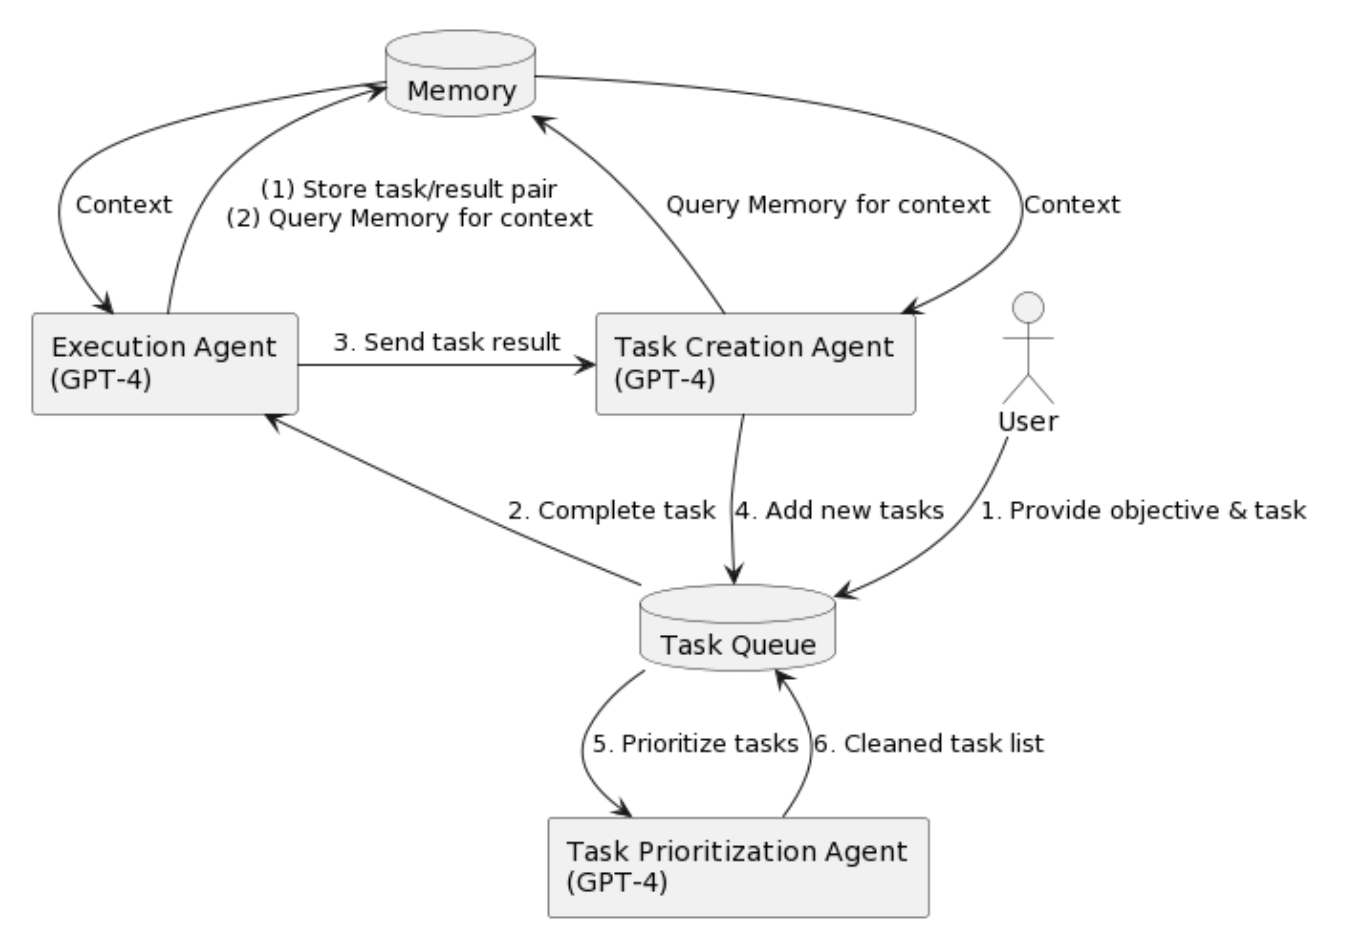 Memory
Context
(1) Store task/result pair
(2) Query Memory for context
Query Memory for context
Context
Execution Agent
(GPT-4)
3. Send task result
Task Creation Agent
(GPT-4)
User
2. Complete task
4. Add new tasks
1. Provide objective & task
Task Queue
5. Prioritize tasks
6. Cleaned task list
Task Prioritization Agent
(GPT-4)